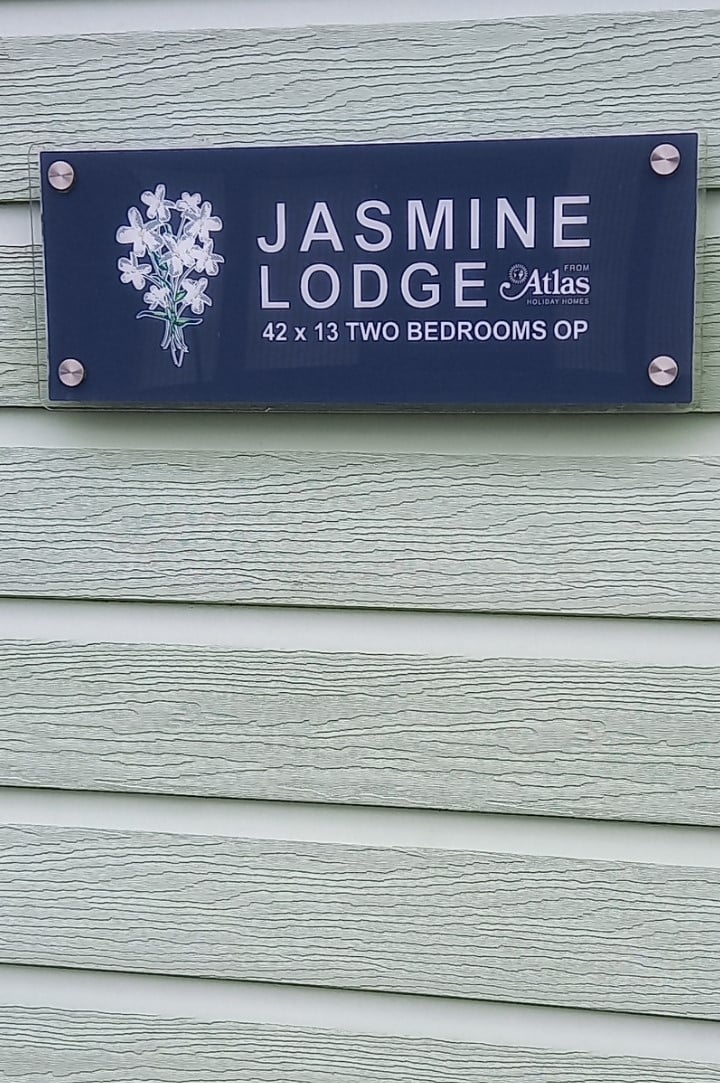 JASMINE
LODGE
FROM
Atlas
HOLIDAY HOMES
42 x 13 TWO BEDROOMS OP